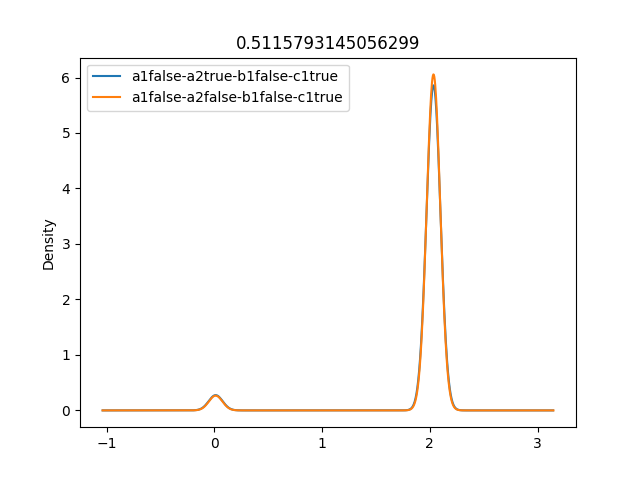 0.5115793145056299
a1false-a2true-b1false-c1true
a1false-a2false-b1false-c1true
Density
6
5
4
3
2
1
0
−1 0 1 2 3